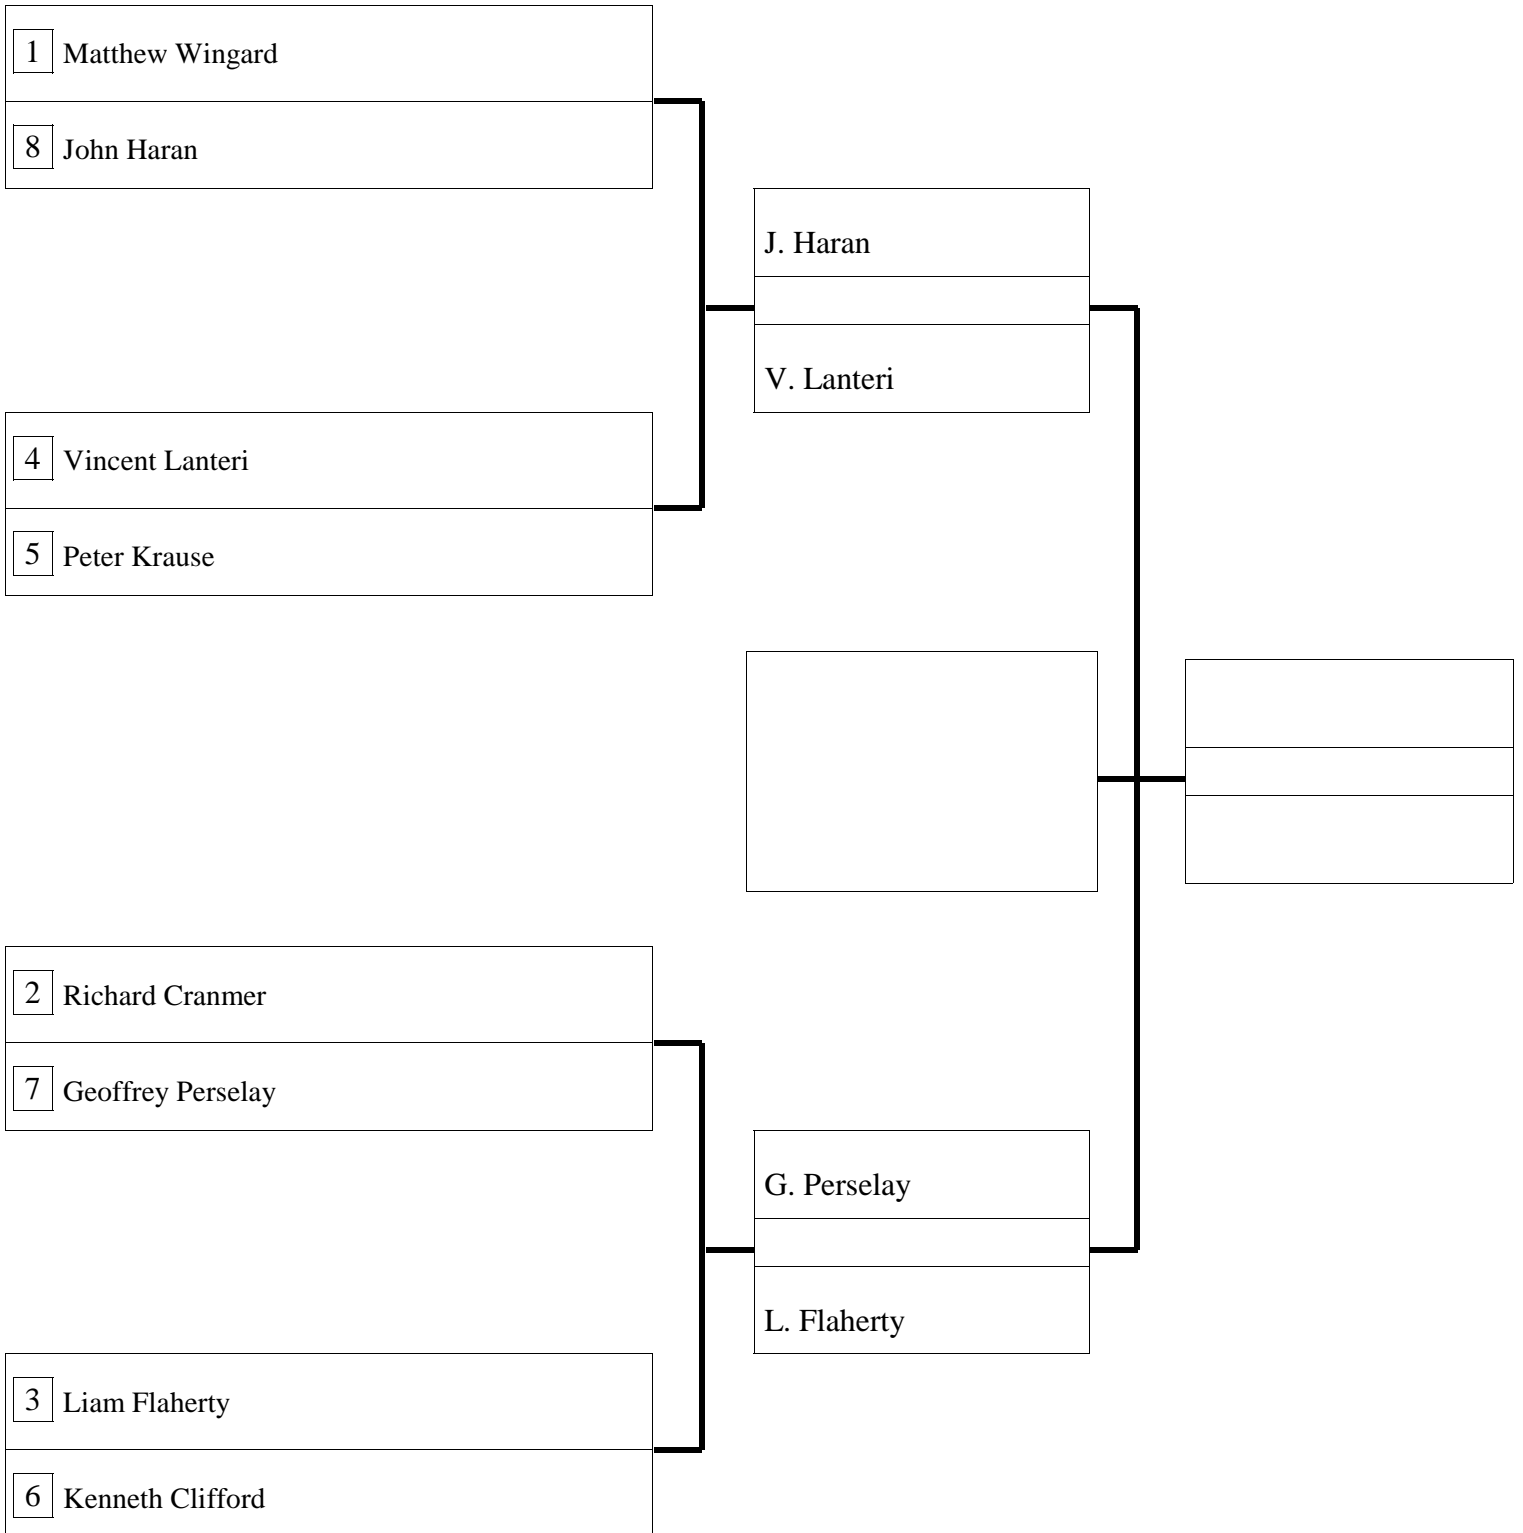 1 Matthew Wingard
8 John Haran
J. Haran
V. Lanteri
4 Vincent Lanteri
5 Peter Krause
2 Richard Cranmer
7 Geoffrey Perselay
G. Perselay
L. Flaherty
3 Liam Flaherty
6 Kenneth Clifford